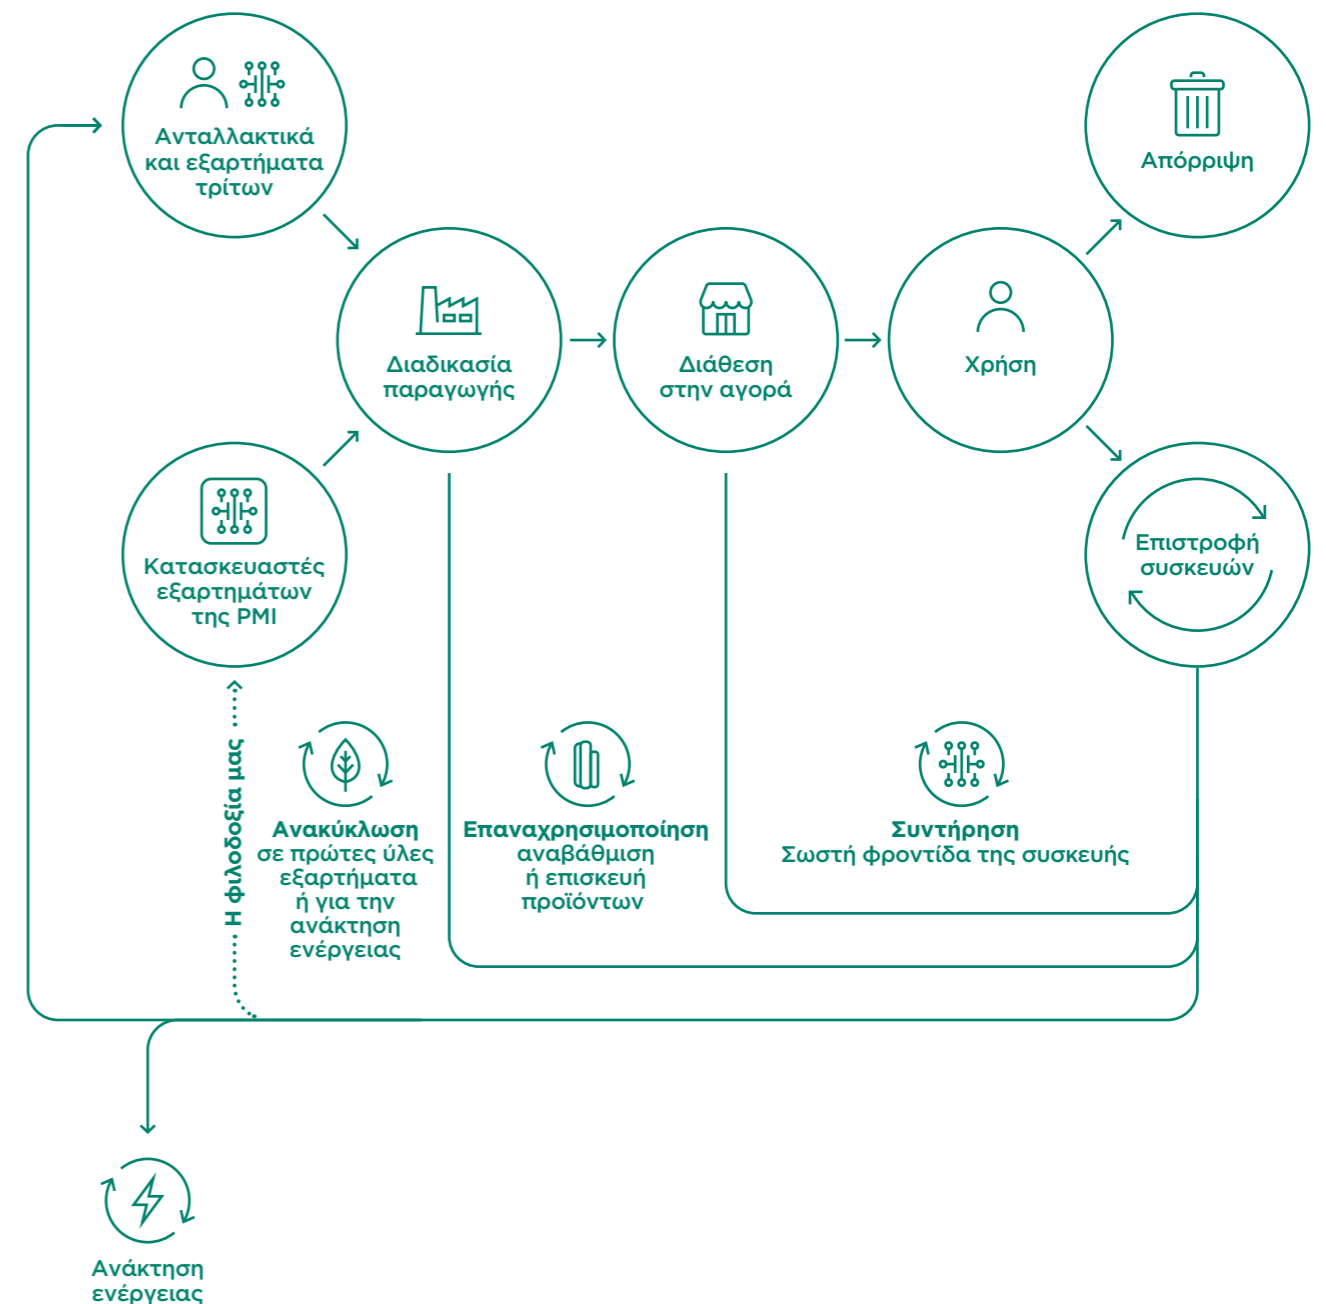 Ανταλλακτικά
και εξαρτήματα
τρίτων
Απόρριψη
Διαδικασία
παραγωγής
Διάθεση
στην αγορά
Χρήση
Κατασκευαστές
εξαρτημάτων
της PMI
Επιστροφή
συσκευών
Η φιλοδοξία μας
Ανακύκλωση
σε πρώτες ύλες
εξαρτήματα
ή για την
ανάκτηση
ενέργειας
Επαναχρησιμοποίηση
αναβάθμιση
ή επισκευή
προϊόντων
Συντήρηση
Σωστή φροντίδα της συσκευής
Ανάκτηση
ενέργειας